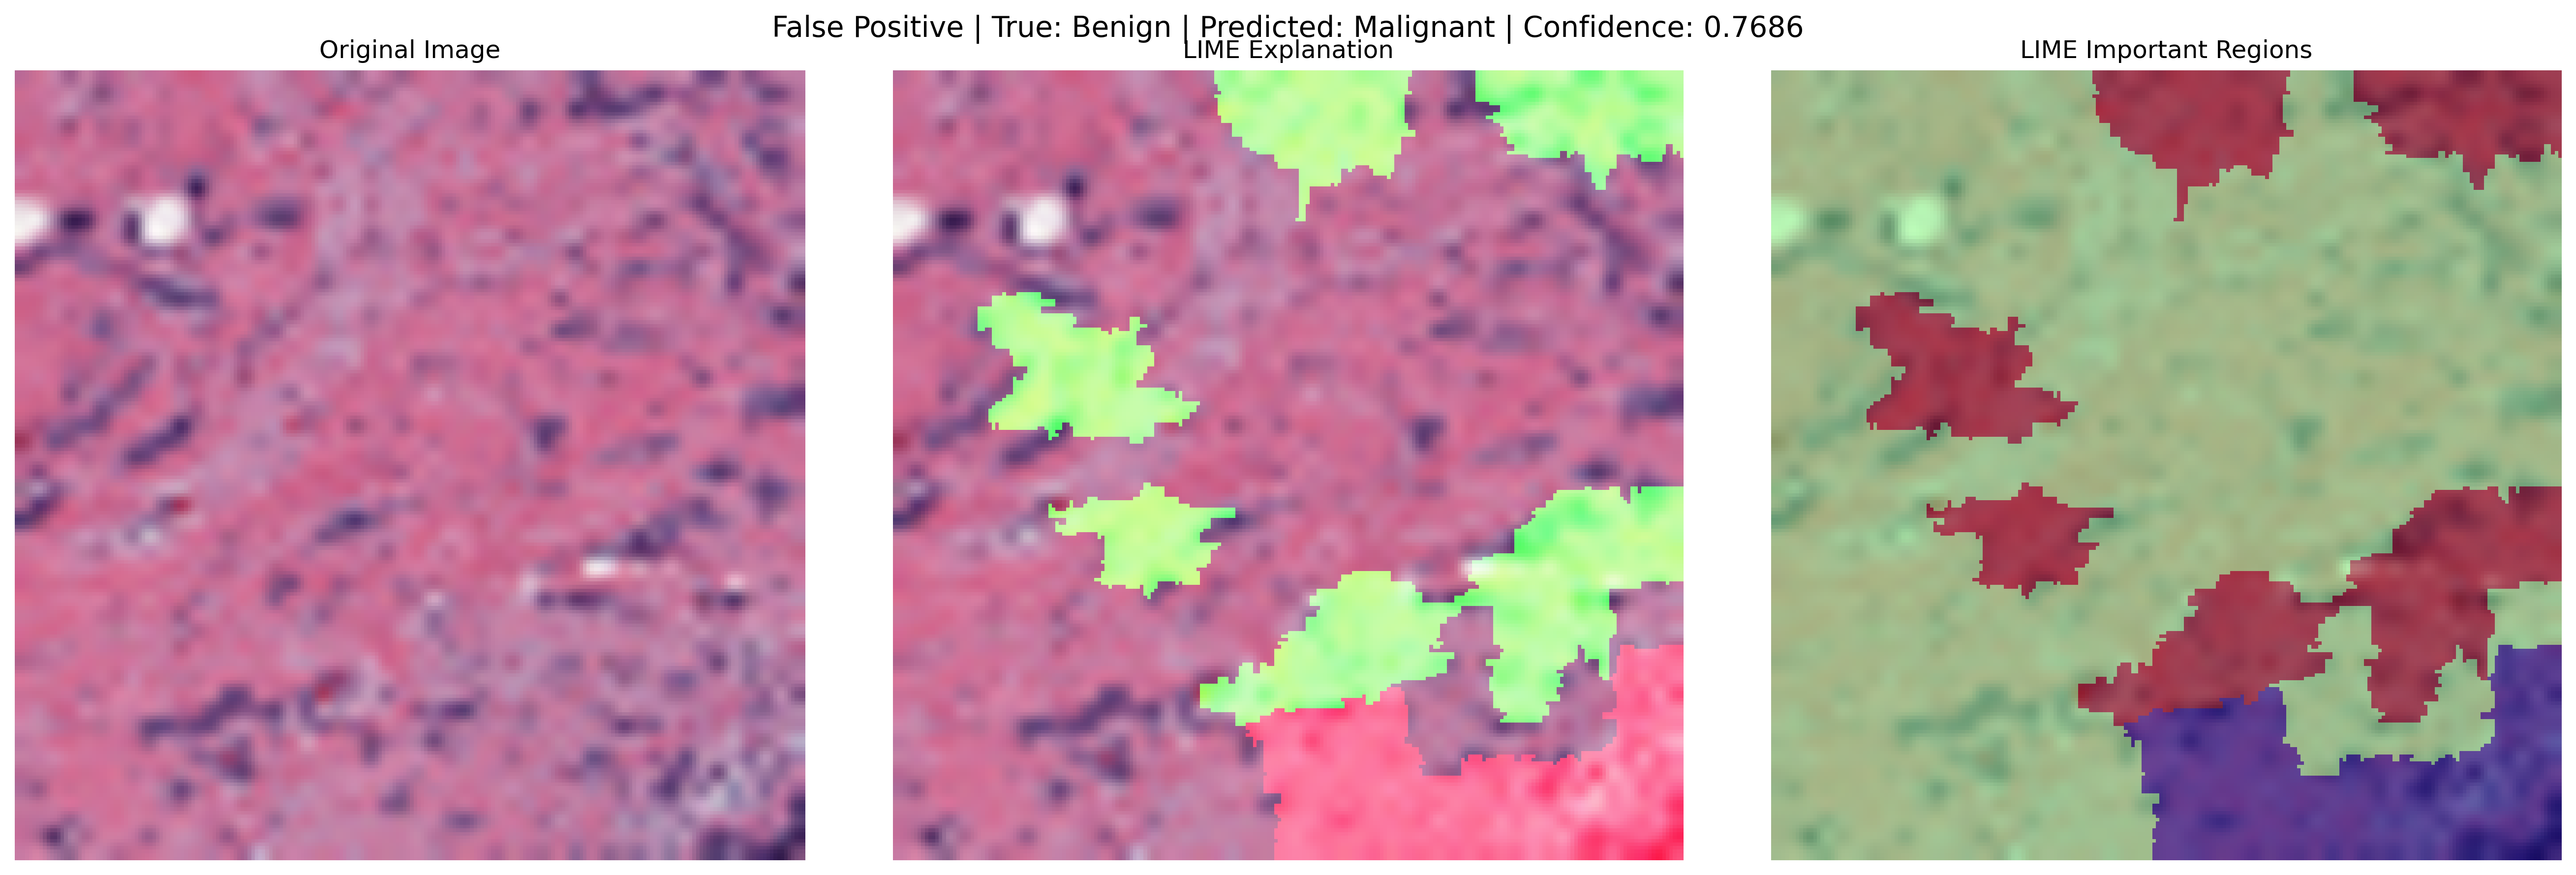 False Positive | True: Benign | Predicted: Malignant | Confidence: 0.7686
Original Image
LIME Explanation
LIME Important Regions